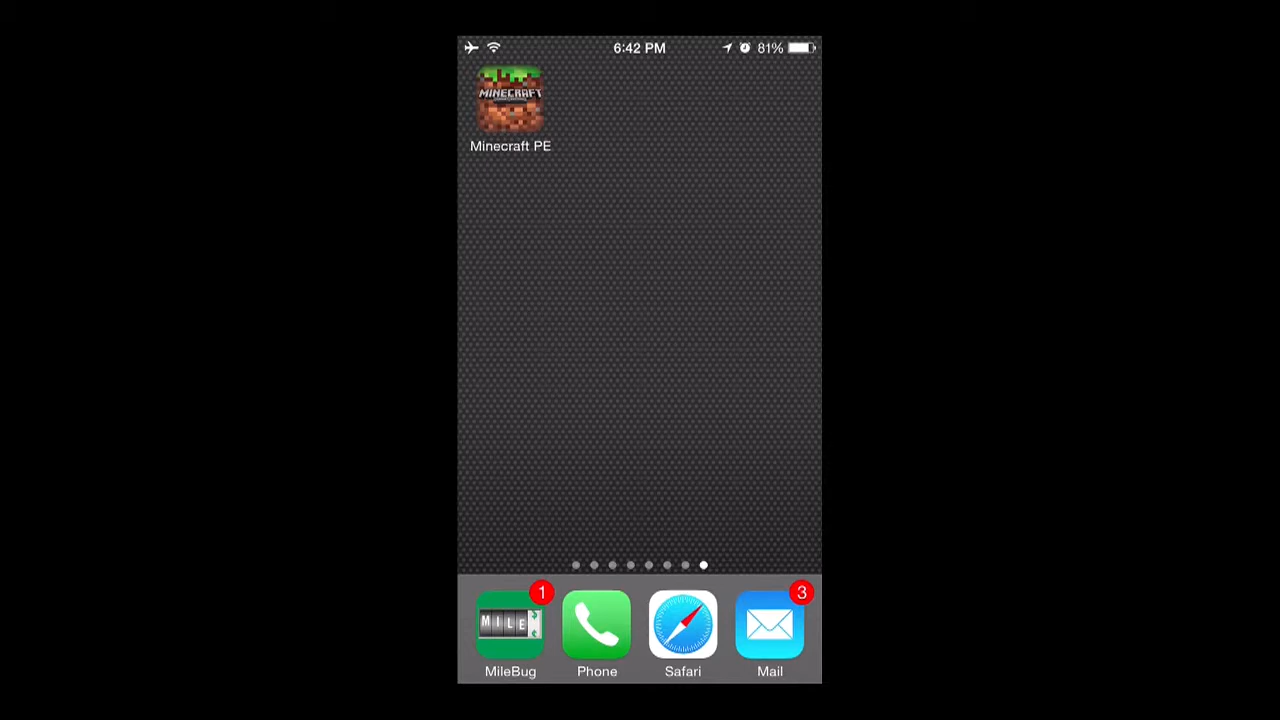 6:42 PM
81%
MINECRAFT
Minecraft PE
1
3
MILE
MileBug
Phone
Safari
Mail